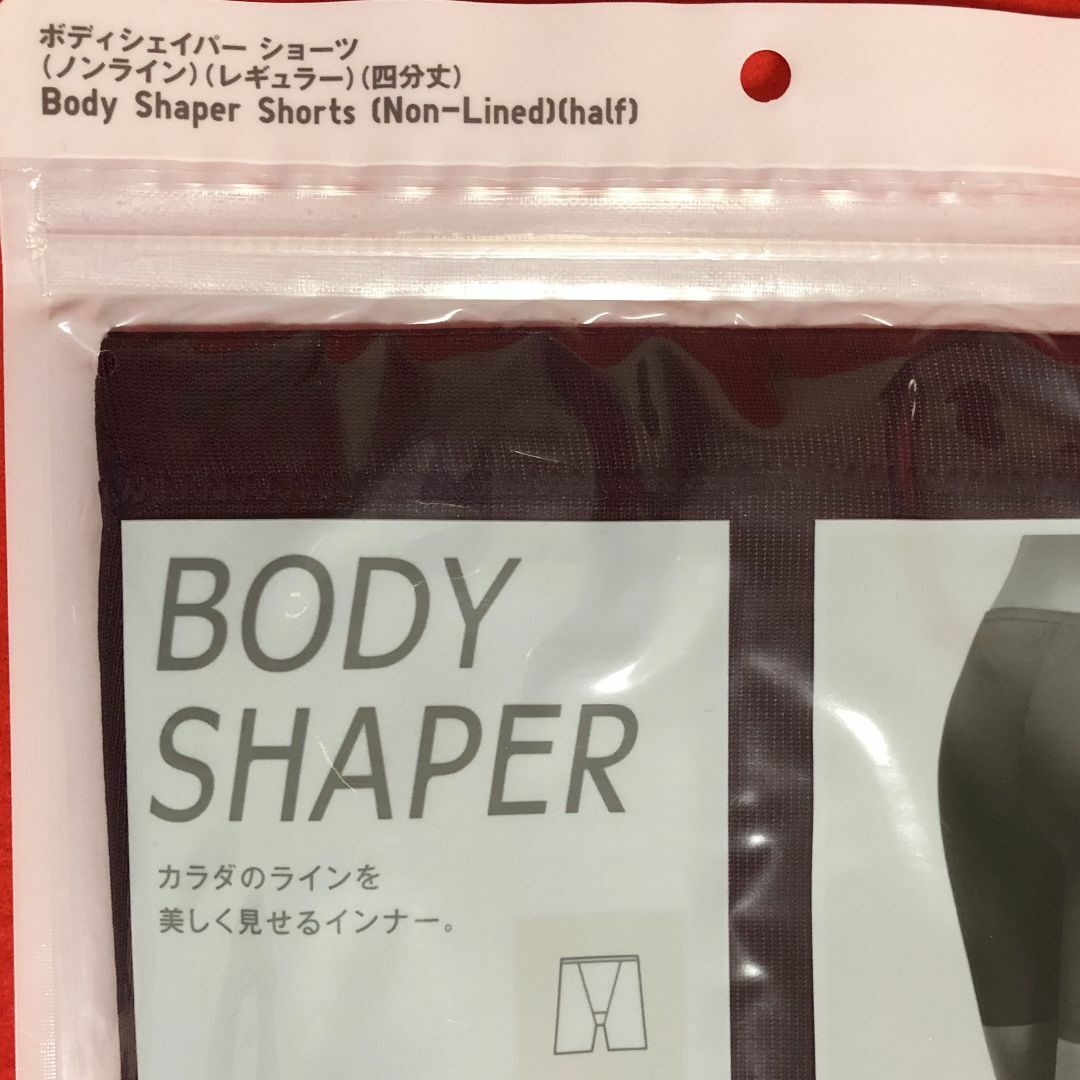 ボディシェイパー ショーツ
(ノンライン)(レギュラー)(四分丈)
Body Shaper Shorts (Non-Lined)(half)
BODY
SHAPER
カラダのラインを
美しく見せるインナー。